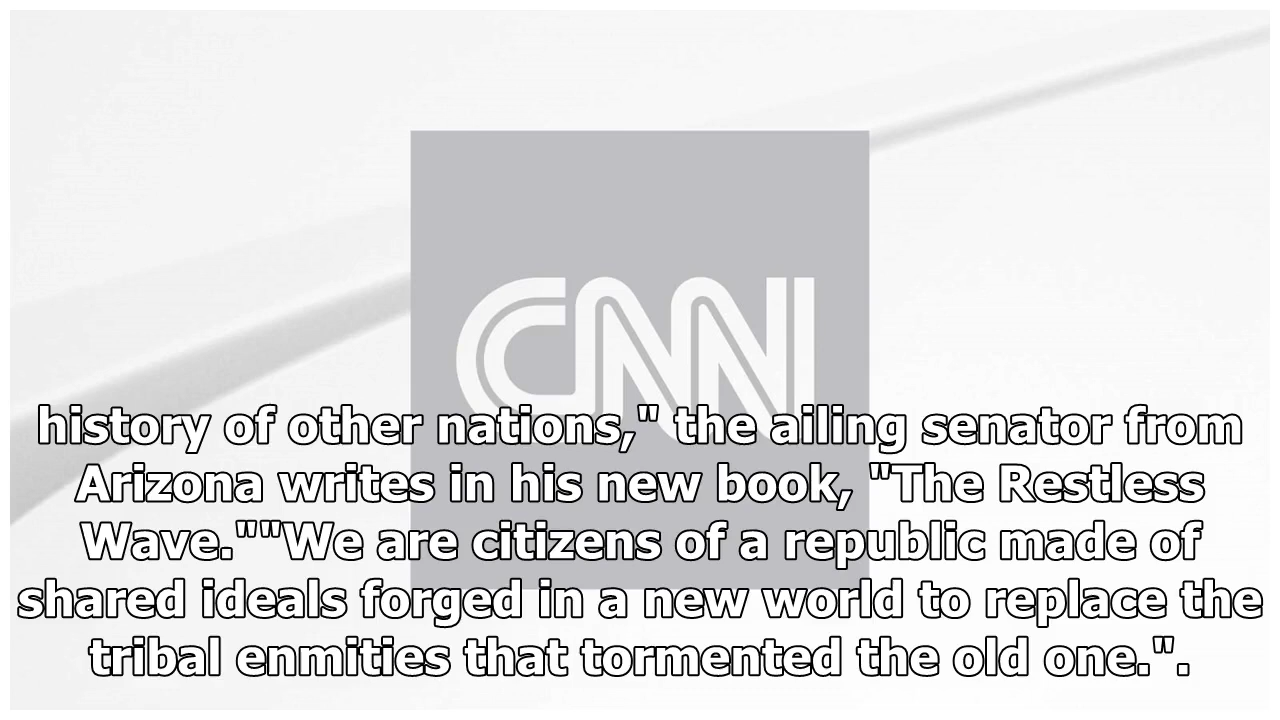 CNN
history of other nations," the ailing senator from
Arizona writes in his new book, "The Restless
Wave.""We are citizens of a republic made of
shared ideals forged in a new world to replace the
tribal enmities that tormented the old one.".